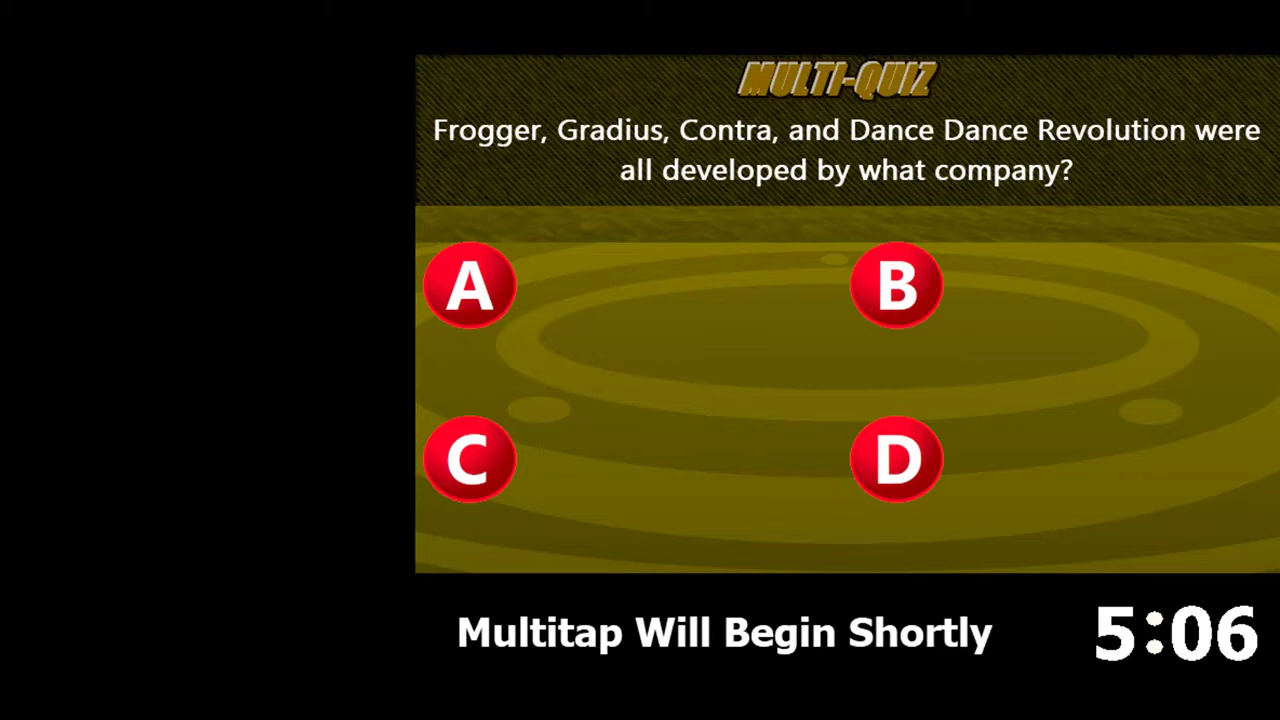 MULTI-QUIZ
Frogger, Gradius, Contra, and Dance Dance Revolution were
all developed by what company?
A
B
C
D
Multitap Will Begin Shortly
5:06